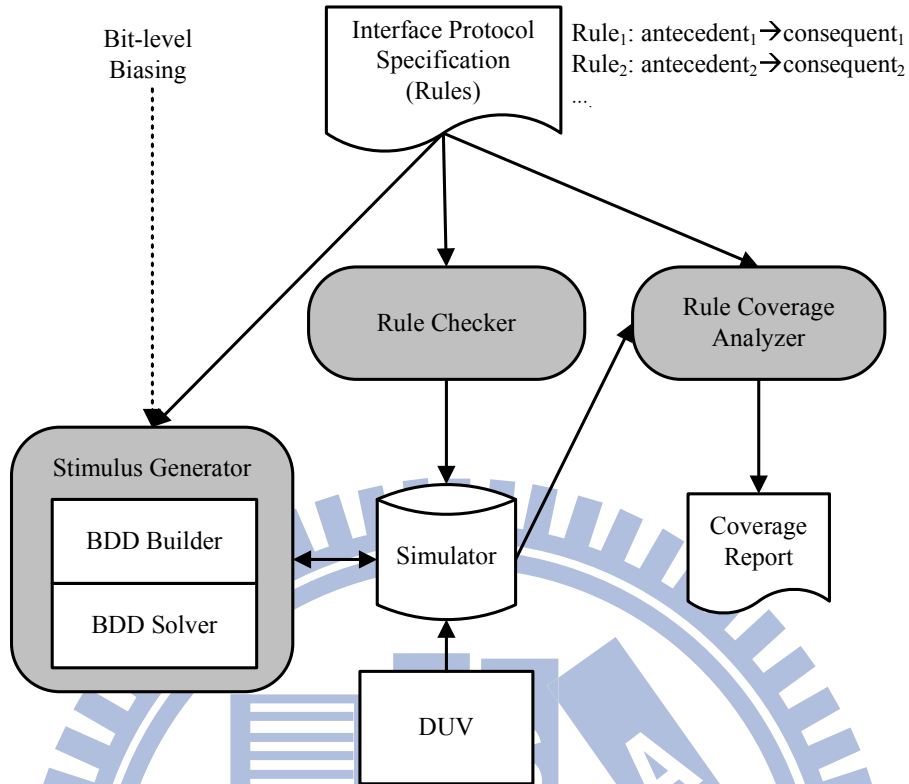 Bit-level
Biasing
Interface Protocol
Specification
(Rules)
Rule₁: antecedent₁→consequent₁
Rule₂: antecedent₂→consequent₂
....
Rule Checker
Rule Coverage
Analyzer
Stimulus Generator
BDD Builder
BDD Solver
Simulator
Coverage
Report
DUV
A